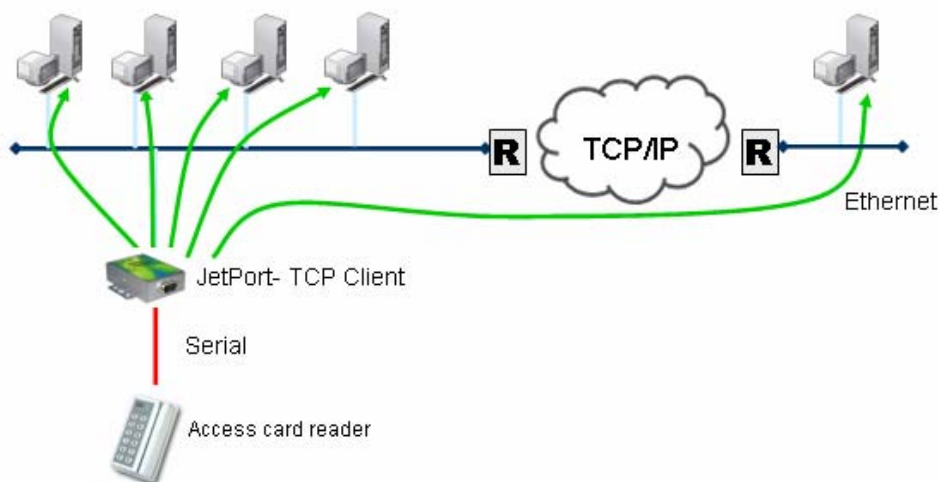 R
TCP/IP
R
Ethernet
JetPort- TCP Client
Serial
Access card reader